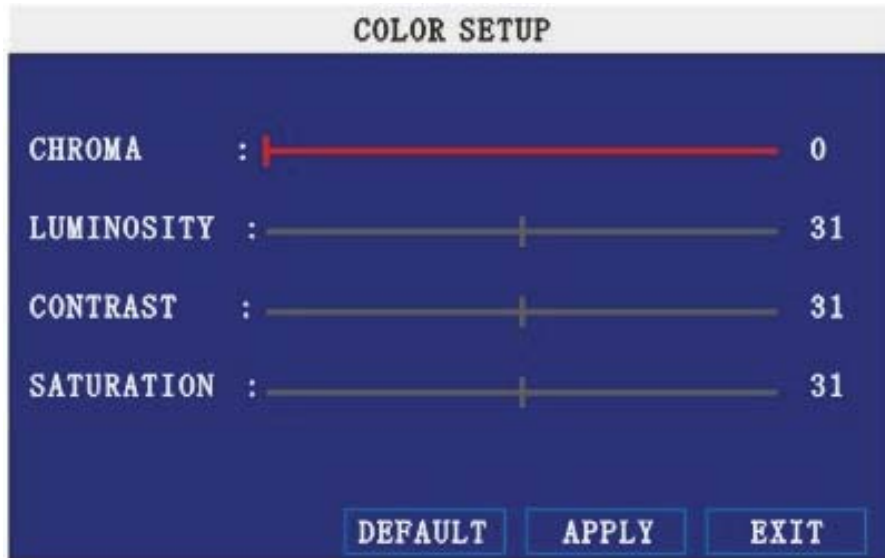 COLOR SETUP
CHROMA : 0
LUMINOSITY : 31
CONTRAST : 31
SATURATION : 31
DEFAULT APPLY EXIT